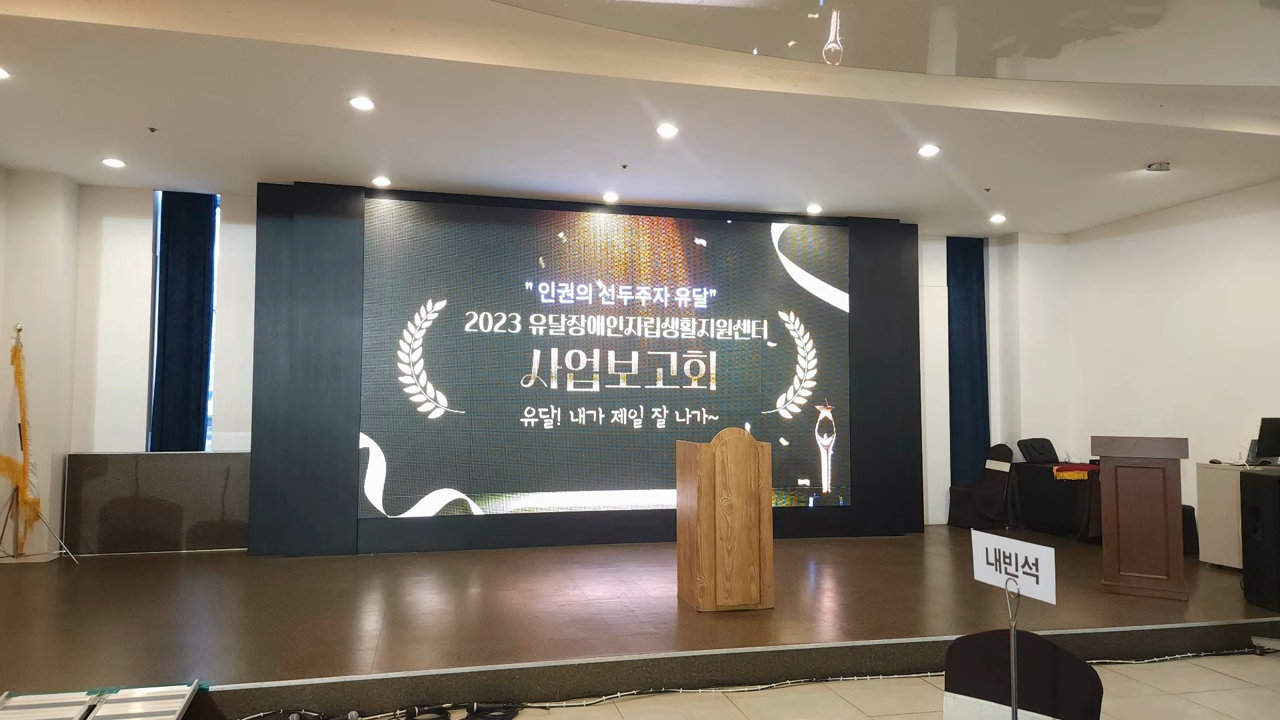 " 인권의 선두주자 유달"
2023 유달장애인자립생활지원센터
사업보고회
유달! 내가 제일 잘 나가~
내빈석